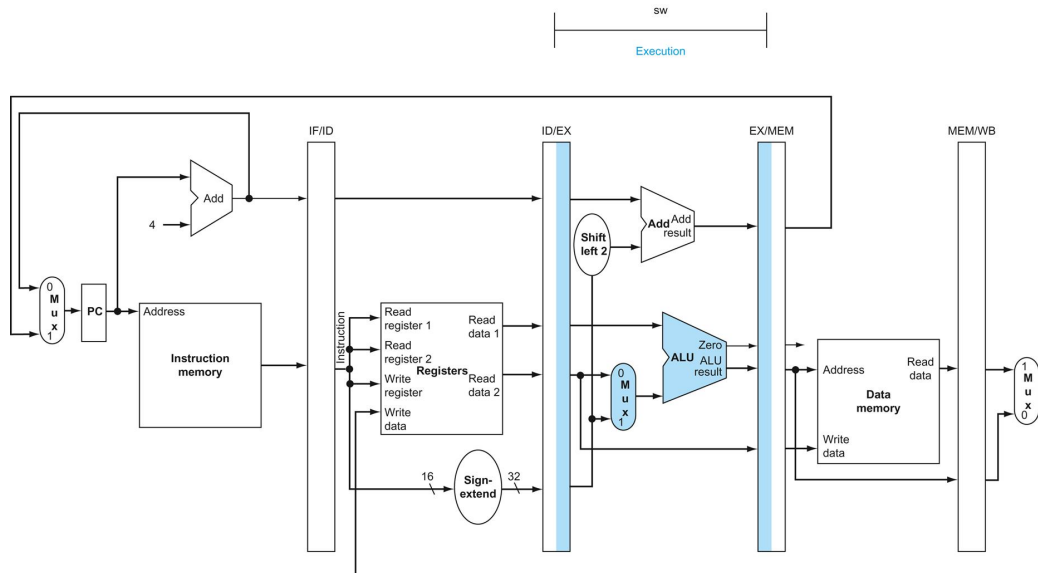 sw
Execution
IF/ID
ID/EX
EX/MEM
MEM/WB
Add
4
Shift
left 2
Add
Add
result
0
M
u
x
1
PC
Address
Instruction
memory
Instruction
Read
register 1
Read
register 2
Write
register
Write
data
Registers
Read
data 1
Read
data 2
16
Sign-
extend
32
0
M
u
x
1
ALU
Zero
ALU
result
Address
Write
data
Data
memory
Read
data
1
M
u
x
0